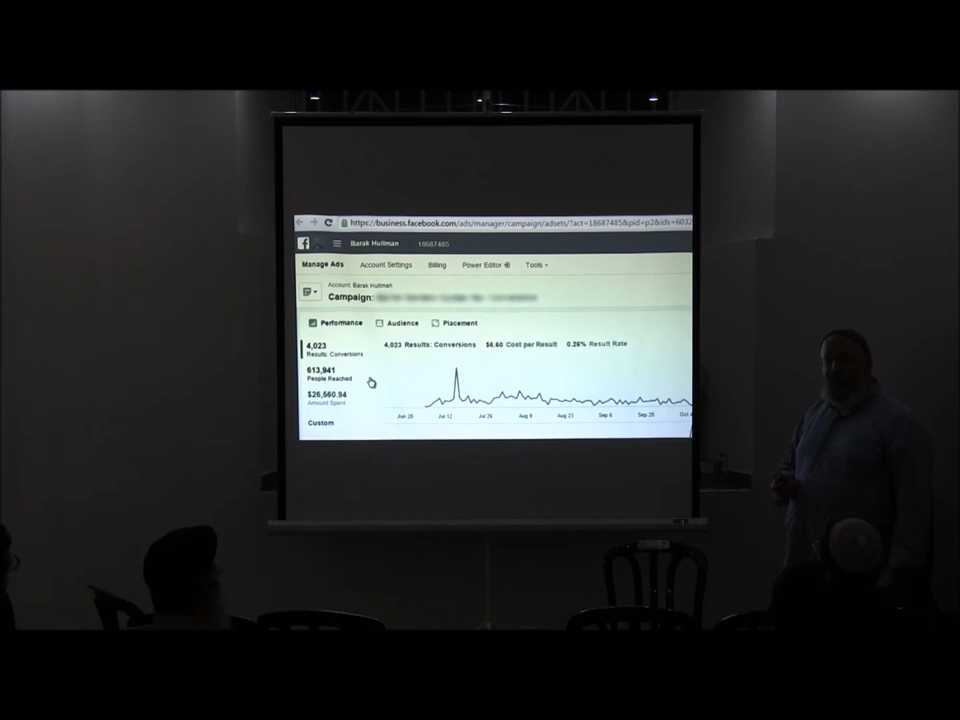 https://business.facebook.com/ads/manager/campaign/adsets/?act=18687485&pid=p2&ids=6032
f Barak Hullman 18687485
Manage Ads Account Settings Billing Power Editor Tools
Account: Barak Hullman
Campaign:
Performance Audience Placement
4,023 Results: Conversions $6.60 Cost per Result 0.26% Result Rate
4,023
Results: Conversions
613,941
People Reached
$26,560.94
Amount Spent
Custom
Jun 28 Jul 12 Jul 26 Aug 9 Aug 23 Sep 6 Sep 28 Oct